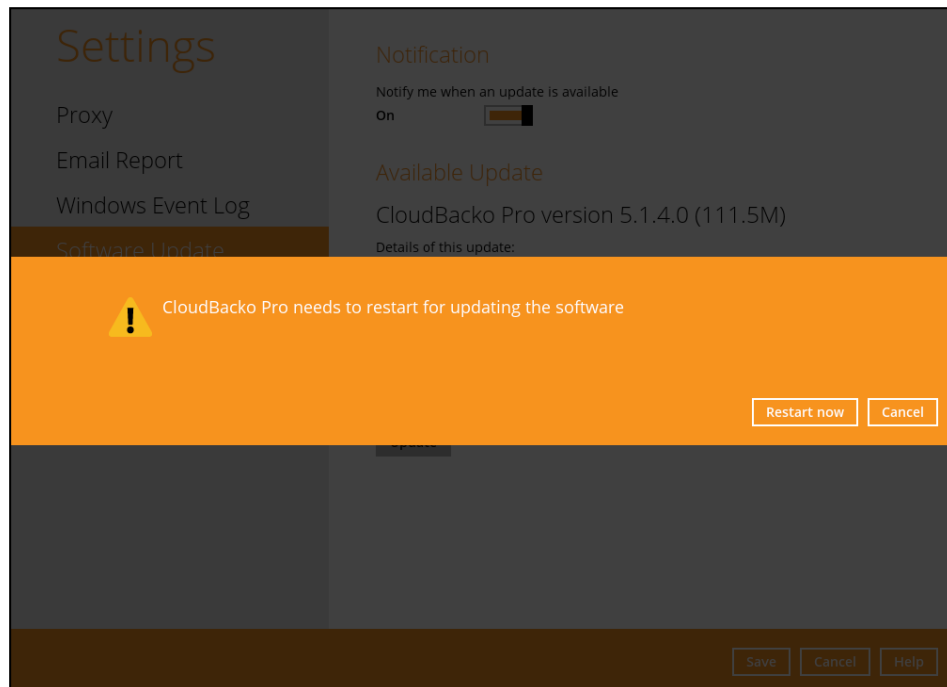 Settings
Proxy
Email Report
Windows Event Log
Software Update
Notification
Notify me when an update is available
On
Available Update
CloudBacko Pro version 5.1.4.0 (111.5M)
Details of this update:
CloudBacko Pro needs to restart for updating the software
Restart now Cancel
Update
Save Cancel Help